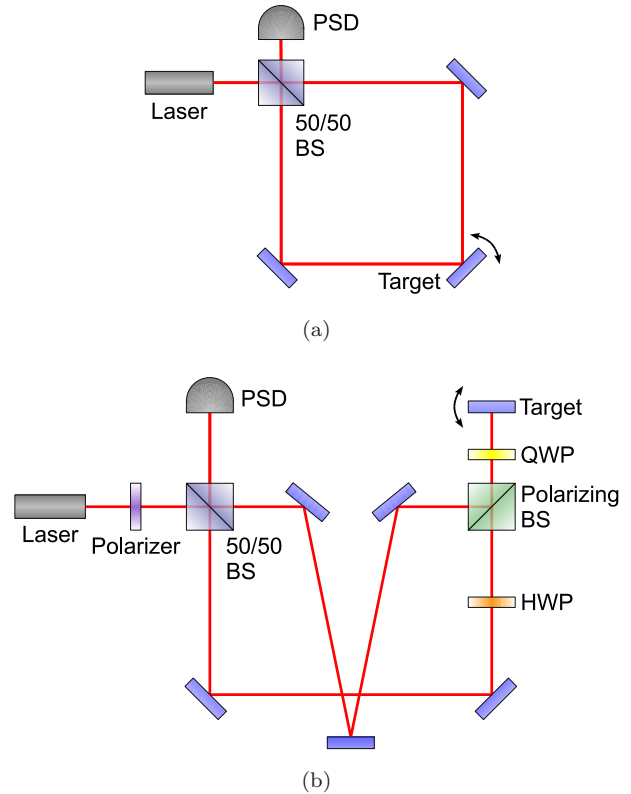 PSD
Laser
50/50
BS
Target
(a)
PSD
Target
QWP
Polarizing
BS
Laser
Polarizer
50/50
BS
HWP
(b)